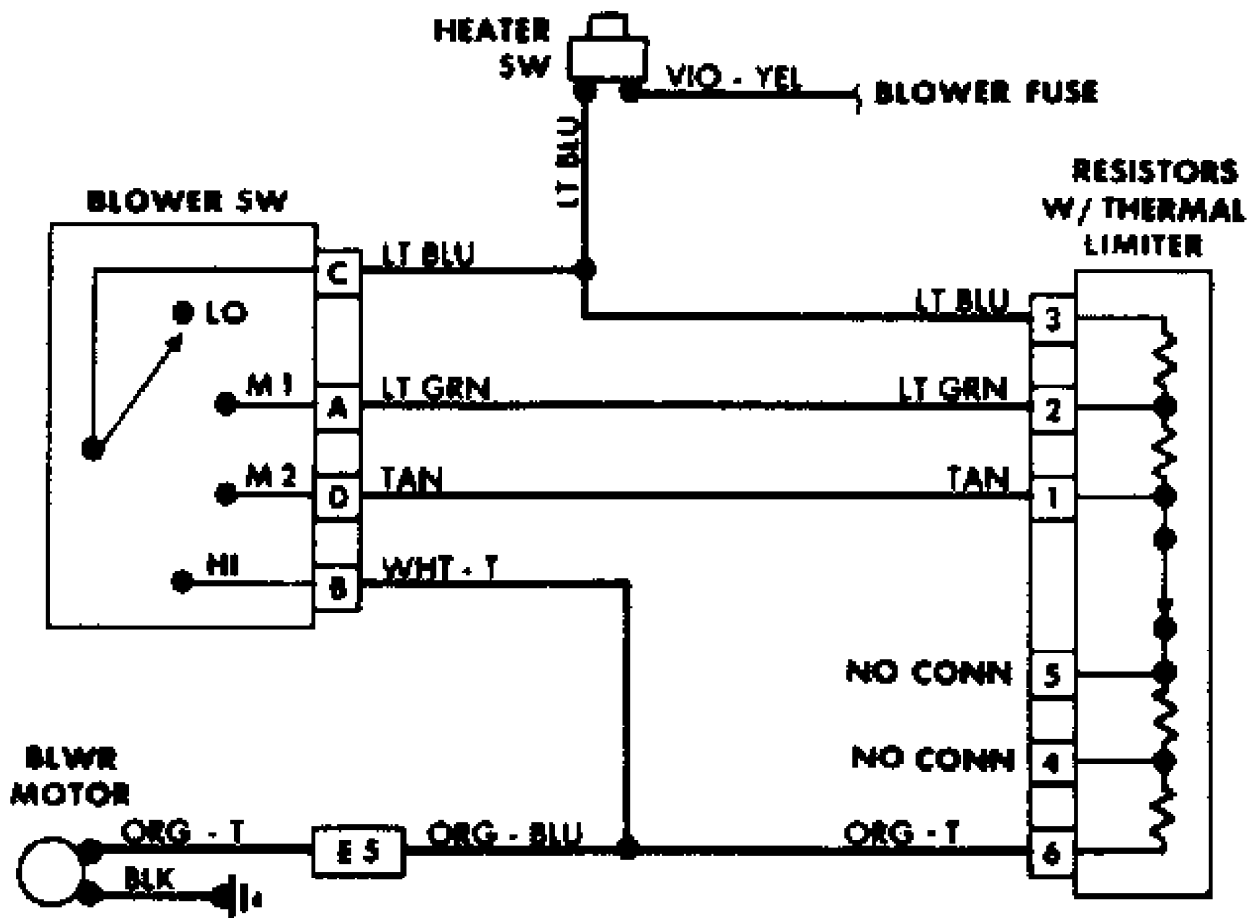 HEATER
SW
VIO - YEL
BLOWER FUSE
LT BLU
RESISTORS
W/ THERMAL
LIMITER
BLOWER SW
C
LT BLU
LO
LT BLU
3
M 1
A
LT GRN
LT GRN
2
M 2
D
TAN
TAN
1
HI
B
WHT - T
NO CONN
5
NO CONN
4
BLWR
MOTOR
ORG - T
E 5
ORG - BLU
ORG - T
6
BLK